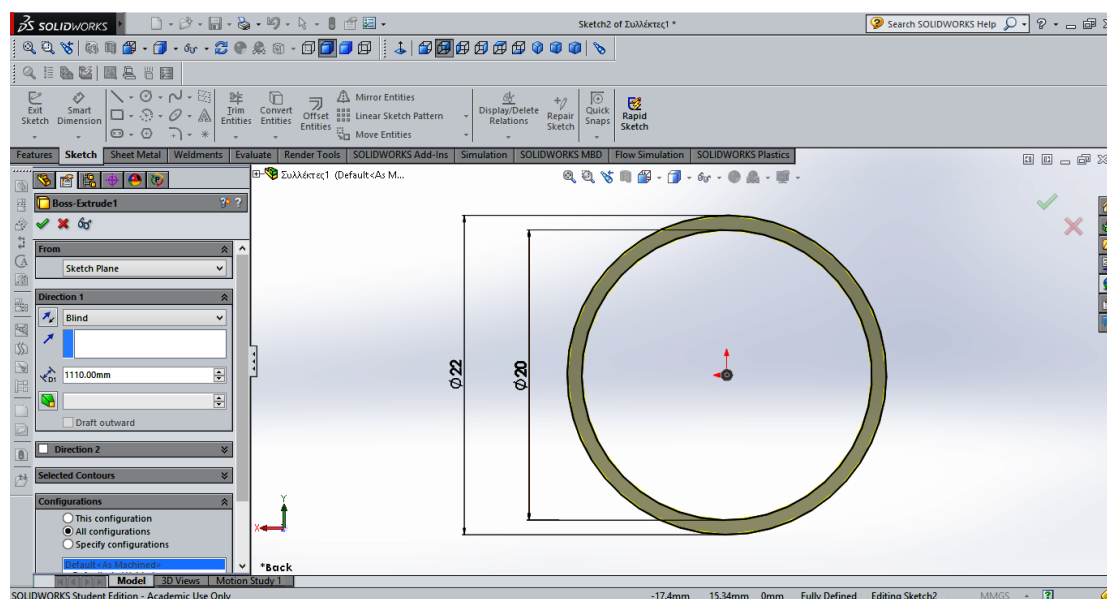 SOLIDWORKS
Sketch2 of Συλλέκτες1 *
Search SOLIDWORKS Help
Exit Sketch
Smart Dimension
Trim Entities
Convert Entities
Offset Entities
Mirror Entities
Linear Sketch Pattern
Move Entities
Display/Delete Relations
Repair Sketch
Quick Snaps
Rapid Sketch
Features Sketch Sheet Metal Weldments Evaluate Render Tools SOLIDWORKS Add-Ins Simulation SOLIDWORKS MBD Flow Simulation SOLIDWORKS Plastics
Συλλέκτες1 (Default<As M...
Boss-Extrude1
From
Sketch Plane
Direction 1
Blind
D1
1110.00mm
Draft outward
Direction 2
Selected Contours
Configurations
This configuration
All configurations
Specify configurations
Default<As Machined>
Ø22
Ø20
Y
X
*Back
Model 3D Views Motion Study 1
SOLIDWORKS Student Edition - Academic Use Only
-17.4mm 15.34mm 0mm Fully Defined Editing Sketch2 MMGS